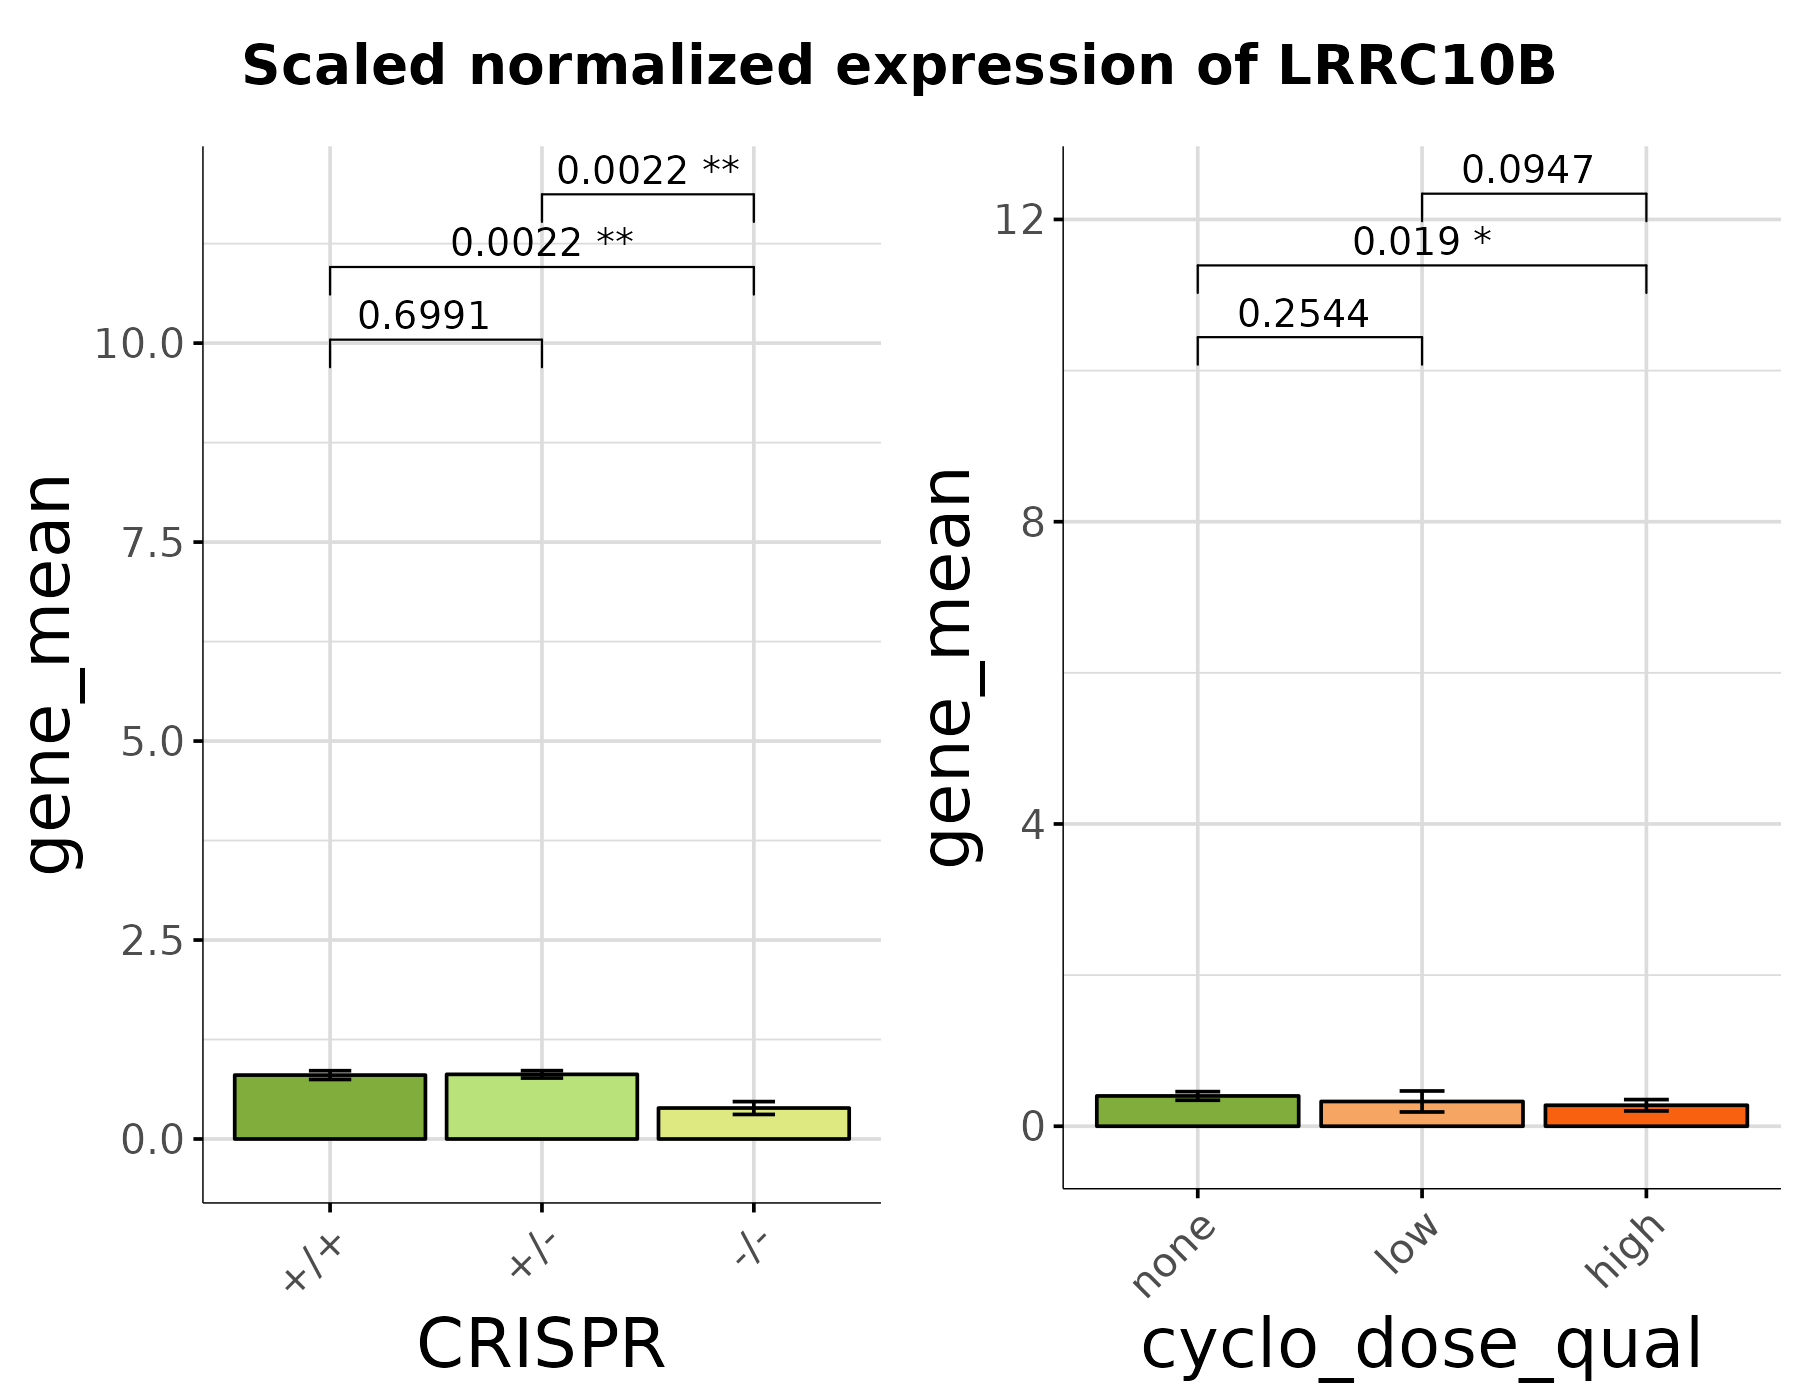 Scaled normalized expression of LRRC10B
gene_mean
10.0
7.5
5.0
2.5
0.0
0.0022 **
0.0022 **
0.6991
+/+
+/-
-/-
CRISPR
gene_mean
12
8
4
0
0.0947
0.019 *
0.2544
none
low
high
cyclo_dose_qual